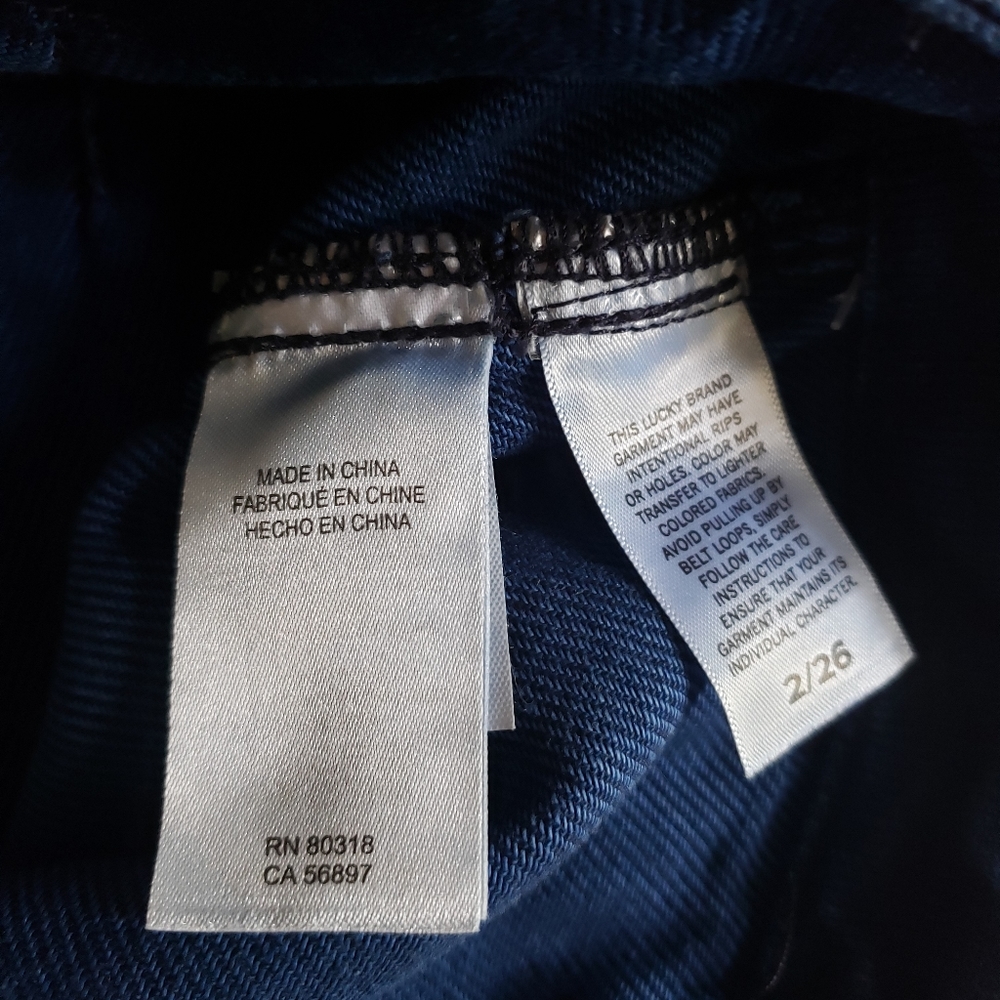 MADE IN CHINA
FABRIQUE EN CHINE
HECHO EN CHINA
RN 80318
CA 56897
THIS LUCKY BRAND
GARMENT MAY HAVE
INTENTIONAL RIPS
OR HOLES. COLOR MAY
TRANSFER TO LIGHTER
COLORED FABRICS.
AVOID PULLING UP BY
BELT LOOPS, SIMPLY
FOLLOW THE CARE
INSTRUCTIONS TO
ENSURE THAT YOUR
GARMENT MAINTAINS ITS
INDIVIDUAL CHARACTER.
2/26